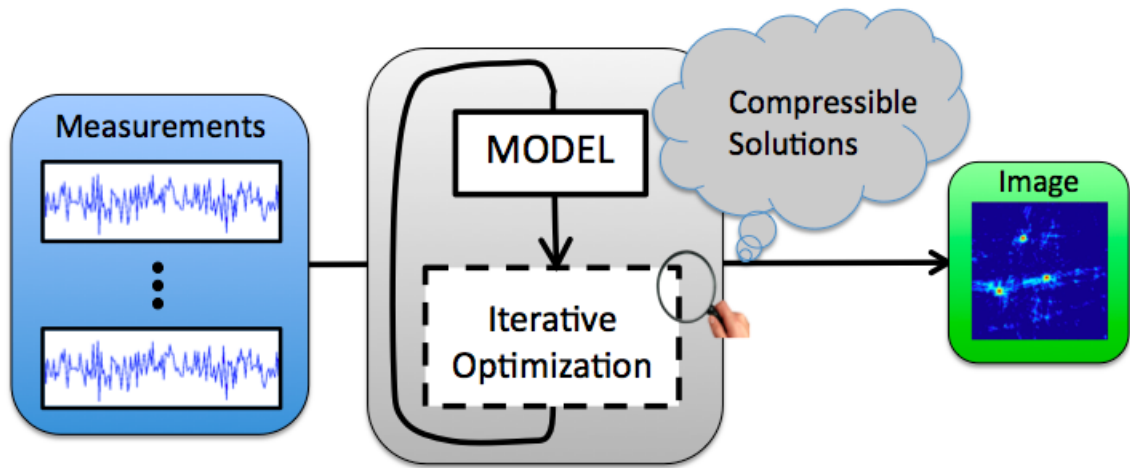 Measurements
MODEL
Iterative
Optimization
Compressible
Solutions
Image